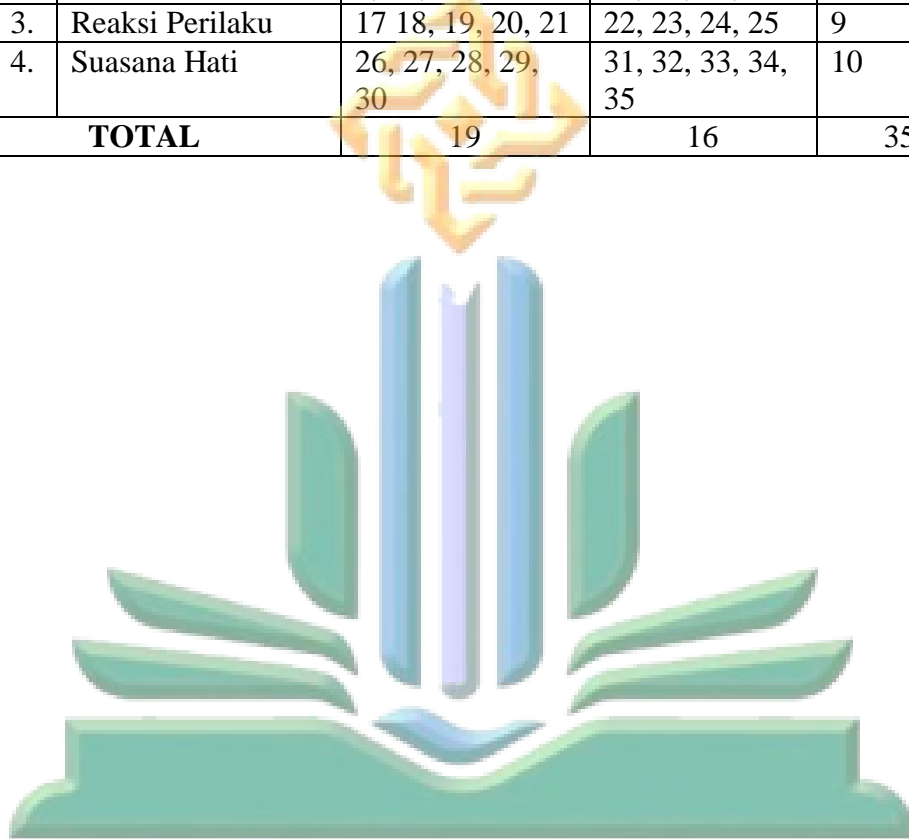 3. Reaksi Perilaku 17 18, 19, 20, 21 22, 23, 24, 25 9
4. Suasana Hati 26, 27, 28, 29, 31, 32, 33, 34, 10
30 35
TOTAL 19 16 35